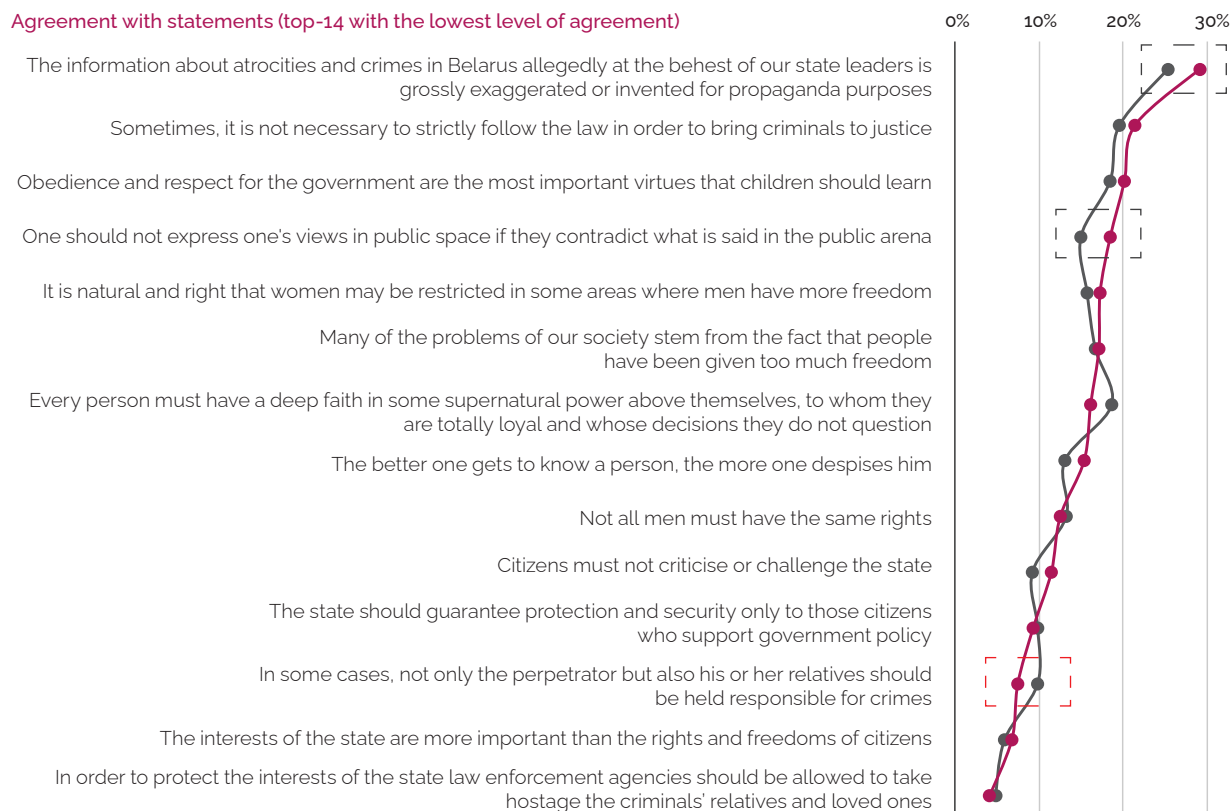 Agreement with statements (top-14 with the lowest level of agreement)
0% 10% 20% 30%
The information about atrocities and crimes in Belarus allegedly at the behest of our state leaders is
grossly exaggerated or invented for propaganda purposes
Sometimes, it is not necessary to strictly follow the law in order to bring criminals to justice
Obedience and respect for the government are the most important virtues that children should learn
One should not express one's views in public space if they contradict what is said in the public arena
It is natural and right that women may be restricted in some areas where men have more freedom
Many of the problems of our society stem from the fact that people
have been given too much freedom
Every person must have a deep faith in some supernatural power above themselves, to whom they
are totally loyal and whose decisions they do not question
The better one gets to know a person, the more one despises him
Not all men must have the same rights
Citizens must not criticise or challenge the state
The state should guarantee protection and security only to those citizens
who support government policy
In some cases, not only the perpetrator but also his or her relatives should
be held responsible for crimes
The interests of the state are more important than the rights and freedoms of citizens
In order to protect the interests of the state law enforcement agencies should be allowed to take
hostage the criminals' relatives and loved ones